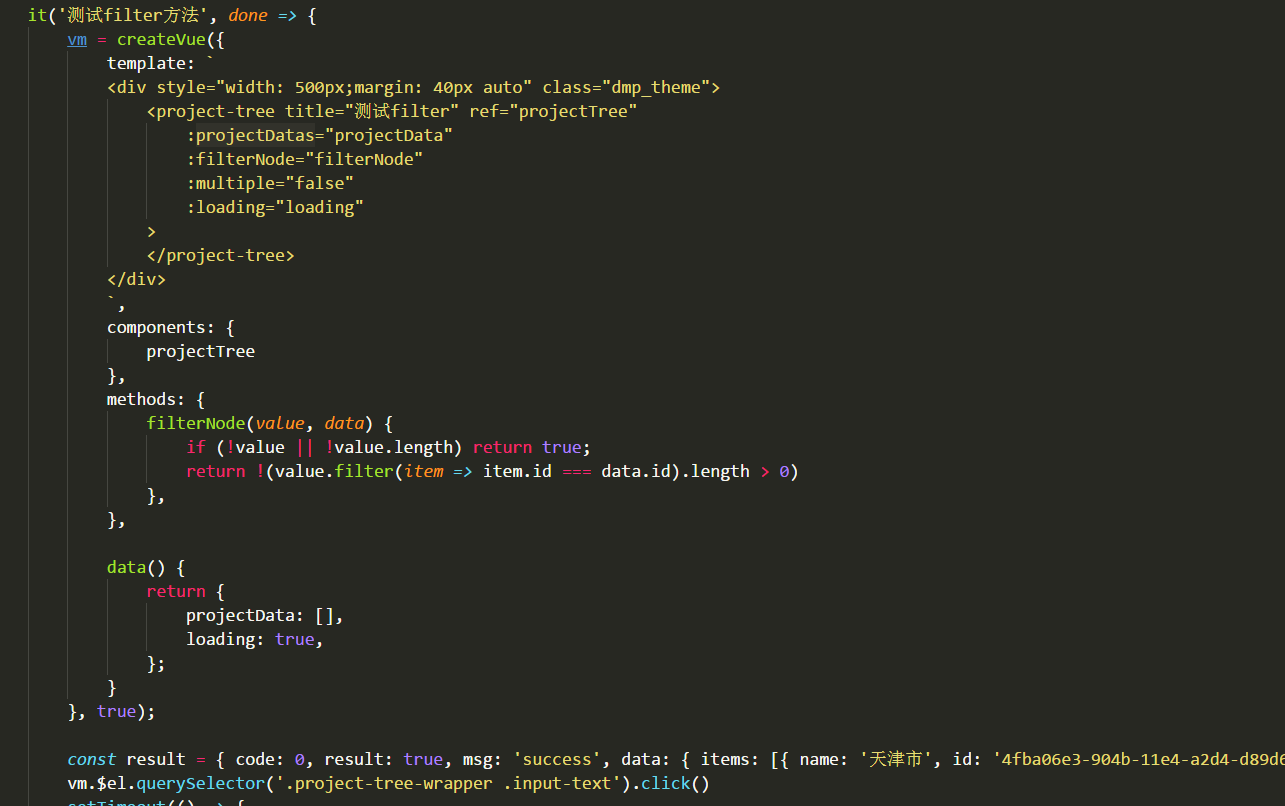 it('测试filter方法', done => {
vm = createVue({
template: `
<div style="width: 500px;margin: 40px auto" class="dmp_theme">
<project-tree title="测试filter" ref="projectTree"
:projectDatas="projectData"
:filterNode="filterNode"
:multiple="false"
:loading="loading"
>
</project-tree>
</div>
`,
components: {
projectTree
},
methods: {
filterNode(value, data) {
if (!value || !value.length) return true;
return !(value.filter(item => item.id === data.id).length > 0)
},
},
data() {
return {
projectData: [],
loading: true,
};
}
}, true);
const result = { code: 0, result: true, msg: 'success', data: { items: [{ name: '天津市', id: '4fba06e3-904b-11e4-a2d4-d89d6
vm.$el.querySelector('.project-tree-wrapper .input-text').click()
setTimeout(() => {